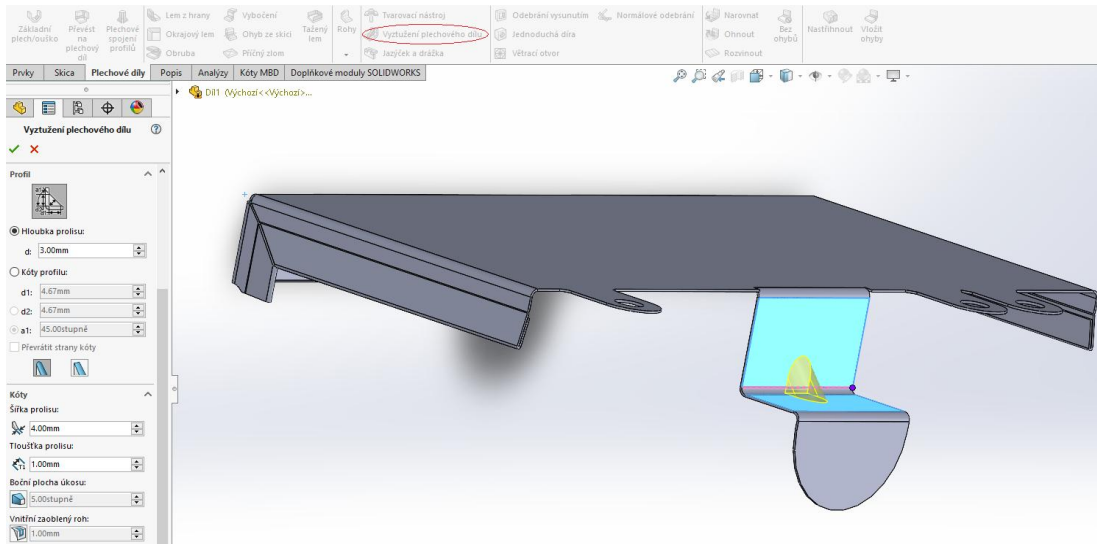 Základní plech/ouško
Převést na plechový díl
Plechové spojení profilů
Lem z hrany
Okrajový lem
Obruba
Vybočení
Ohyb ze skici
Příčný zlom
Tažený lem
Rohy
Tvarovací nástroj
Vyztužení plechového dílu
Jazýček a drážka
Odebrání vysunutím
Jednoduchá díra
Větrací otvor
Normálové odebrání
Narovnat
Ohnout
Rozvinout
Bez ohybů
Nastřihnout
Vložit ohyby
Prvky Skica Plechové díly Popis Analýzy Kóty MBD Doplňkové moduly SOLIDWORKS
Díl1 (Výchozí<<Výchozí>...
Vyztužení plechového dílu
Profil
Hloubka prolisu:
d: 3.00mm
Kóty profilu:
d1: 4.67mm
d2: 4.67mm
a1: 45.00stupně
Převrátit strany kóty
Kóty
Šířka prolisu:
4.00mm
Tloušťka prolisu:
1.00mm
Boční plocha úkosu:
5.00stupně
Vnitřní zaoblený roh:
1.00mm